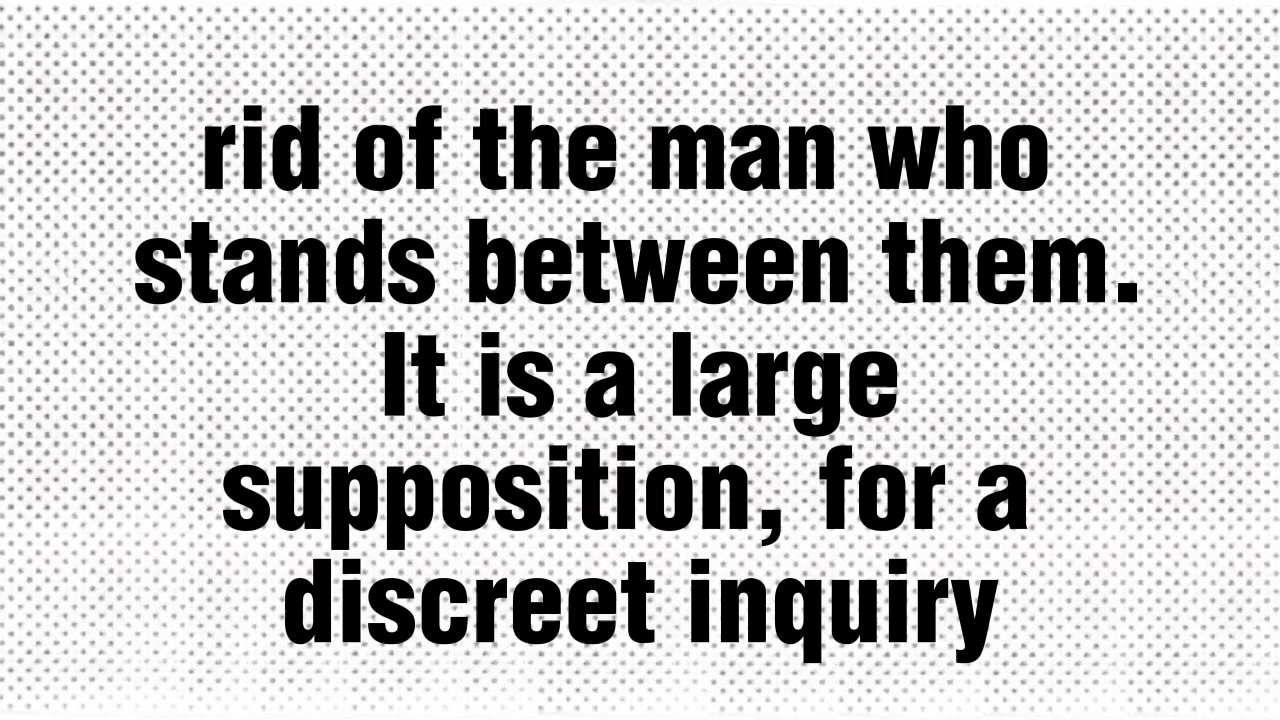 rid of the man who
stands between them.
It is a large
supposition, for a
discreet inquiry